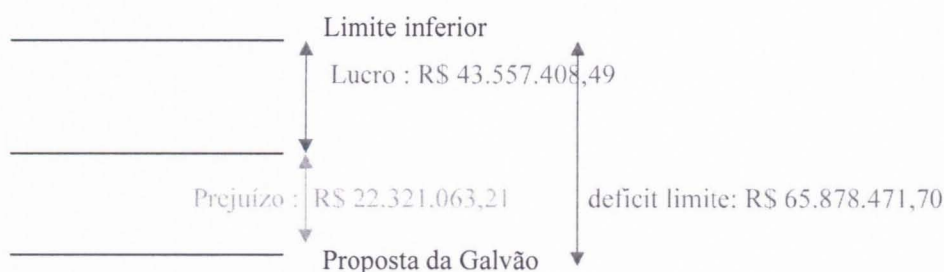 Limite inferior
Lucro : R$ 43.557.408,49
Prejuízo : R$ 22.321.063,21
deficit limite: R$ 65.878.471,70
Proposta da Galvão